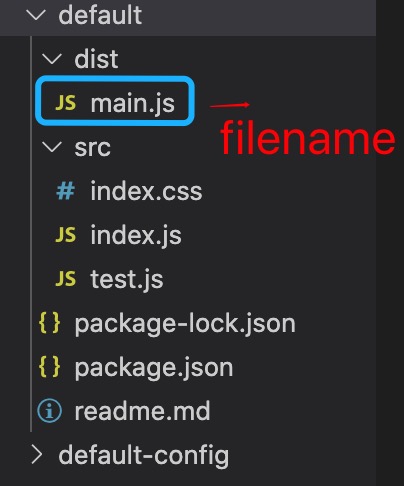 default
dist
JS main.js
filename
src
# index.css
JS index.js
JS test.js
{} package-lock.json
{} package.json
readme.md
default-config